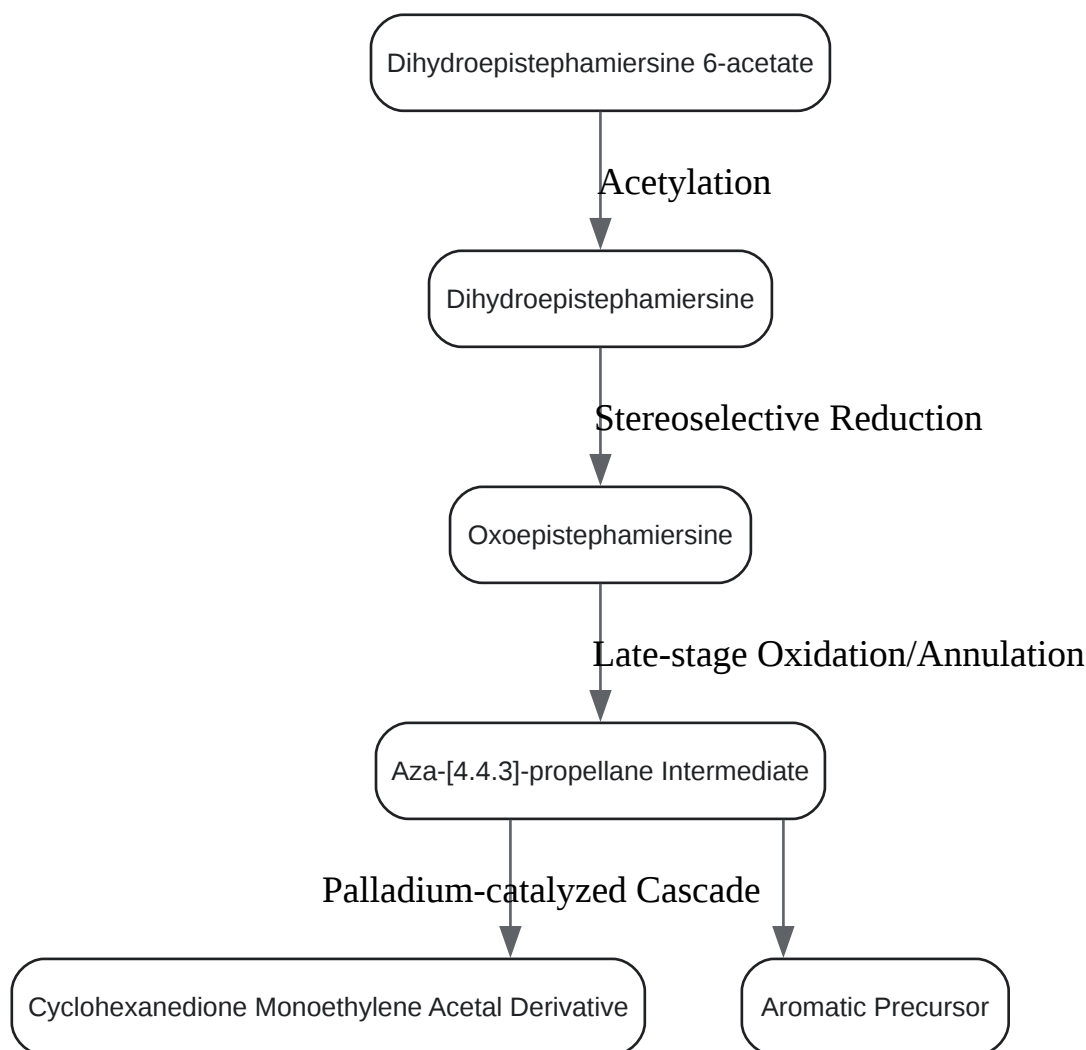 Dihydroepistephamiersine 6-acetate
Acetylation
Dihydroepistephamiersine
Stereoselective Reduction
Oxoepistephamiersine
Late-stage Oxidation/Annulation
Aza-[4.4.3]-propellane Intermediate
Palladium-catalyzed Cascade
Cyclohexanedione Monoethylene Acetal Derivative
Aromatic Precursor